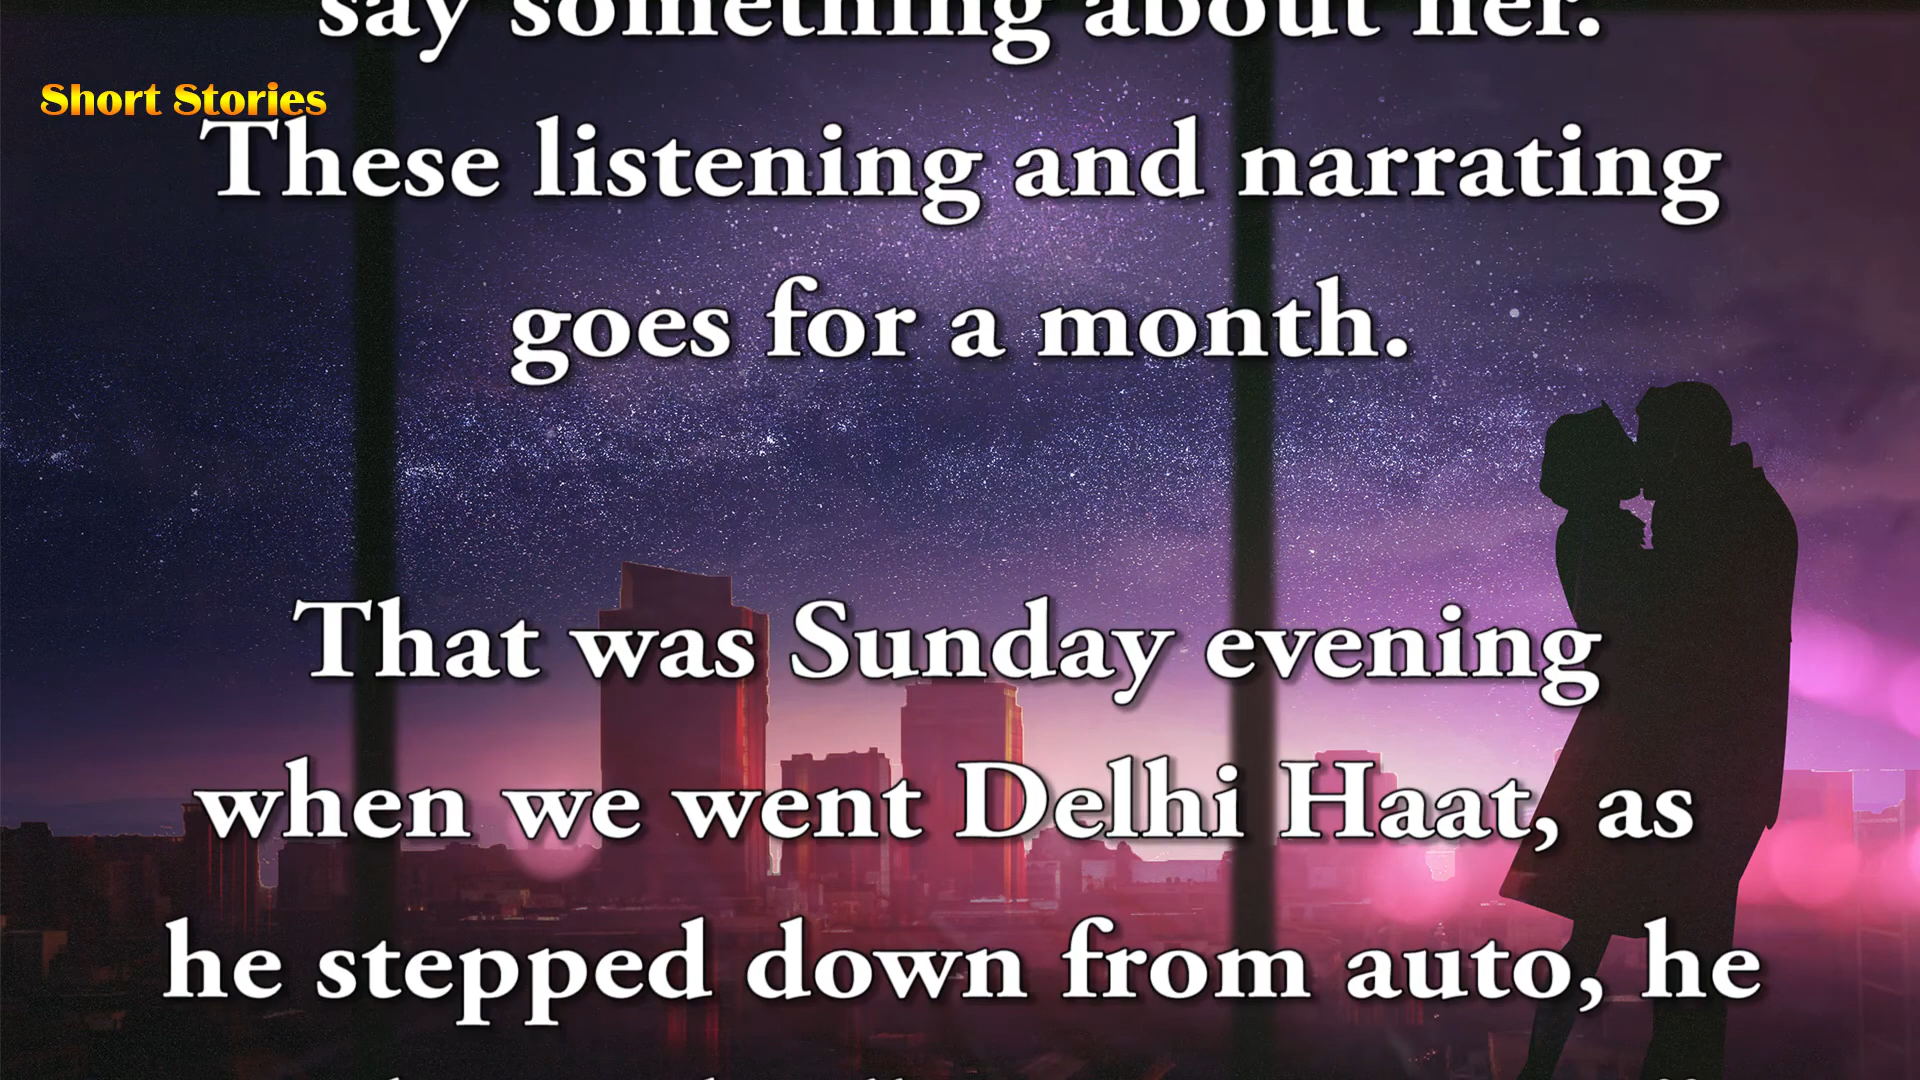 say something about her.
Short Stories
These listening and narrating
goes for a month.
That was Sunday evening
when we went Delhi Haat, as
he stepped down from auto, he